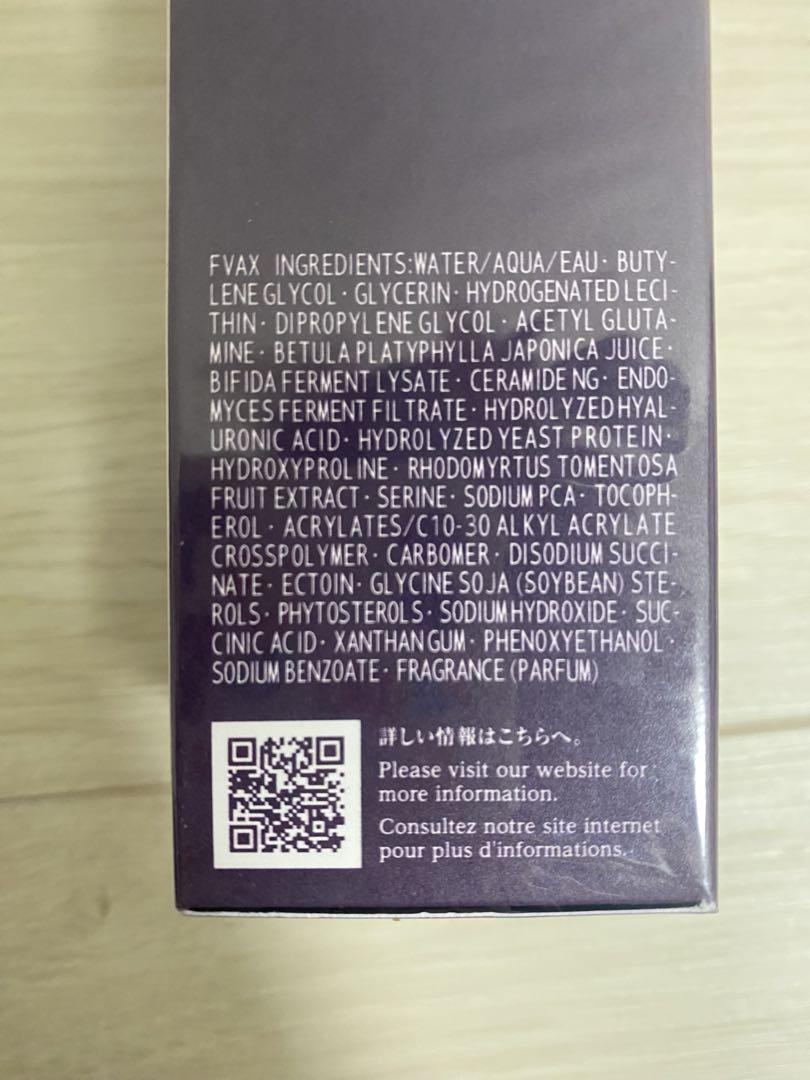 FVAX INGREDIENTS:WATER/AQUA/EAU· BUTY-
LENE GLYCOL · GLYCERIN · HYDROGENATED LECI-
THIN · DIPROPYLENE GLYCOL · ACETYL GLUTA-
MINE · BETULA PLATYPHYLLA JAPONICA JUICE ·
BIFIDA FERMENT LYSATE · CERAMIDE NG · ENDO-
MYCES FERMENT FILTRATE · HYDROLYZED HYAL-
URONIC ACID · HYDROLYZED YEAST PROTEIN ·
HYDROXYPROLINE · RHODOMYRTUS TOMENTOSA
FRUIT EXTRACT · SERINE · SODIUM PCA · TOCOPH-
EROL · ACRYLATES/C10-30 ALKYL ACRYLATE
CROSSPOLYMER · CARBOMER · DISODIUM SUCCI-
NATE · ECTOIN · GLYCINE SOJA (SOYBEAN) STE-
ROLS · PHYTOSTEROLS · SODIUM HYDROXIDE · SUC-
CINIC ACID · XANTHAN GUM · PHENOXYETHANOL ·
SODIUM BENZOATE · FRAGRANCE (PARFUM)
詳しい情報はこちらへ。
Please visit our website for
more information.
Consultez notre site internet
pour plus d'informations.